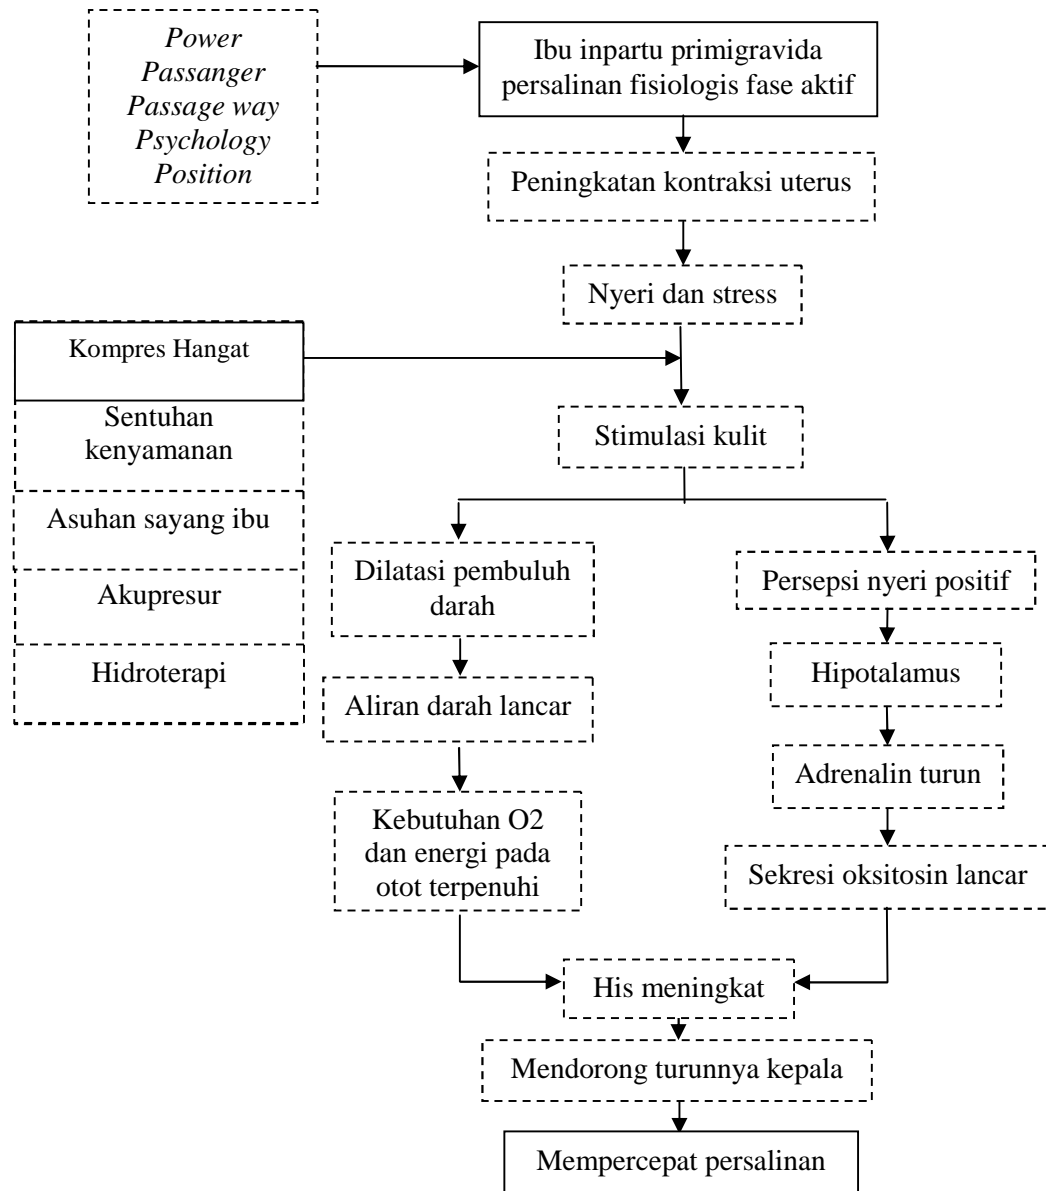 Power
Passanger
Passage way
Psychology
Position
Ibu inpartu primigravida
persalinan fisiologis fase aktif
Peningkatan kontraksi uterus
Nyeri dan stress
Kompres Hangat
Sentuhan
kenyamanan
Asuhan sayang ibu
Akupresur
Hidroterapi
Stimulasi kulit
Dilatasi pembuluh
darah
Aliran darah lancar
Kebutuhan O2
dan energi pada
otot terpenuhi
Persepsi nyeri positif
Hipotalamus
Adrenalin turun
Sekresi oksitosin lancar
His meningkat
Mendorong turunnya kepala
Mempercepat persalinan